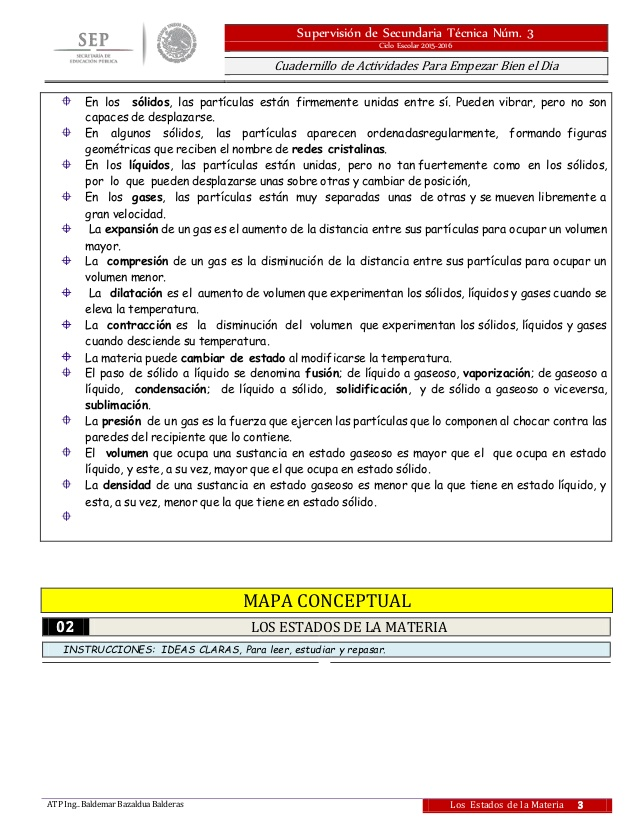 SEP
SECRETARÍA DE
EDUCACIÓN PÚBLICA
Supervisión de Secundaria Técnica Núm. 3
Ciclo Escolar 2015-2016
Cuadernillo de Actividades Para Empezar Bien el Dia
En los sólidos, las partículas están firmemente unidas entre sí. Pueden vibrar, pero no son
capaces de desplazarse.
En algunos sólidos, las partículas aparecen ordenadasregularmente, formando figuras
geométricas que reciben el nombre de redes cristalinas.
En los líquidos, las partículas están unidas, pero no tan fuertemente como en los sólidos,
por lo que pueden desplazarse unas sobre otras y cambiar de posición,
En los gases, las partículas están muy separadas unas de otras y se mueven libremente a
gran velocidad.
La expansión de un gas es el aumento de la distancia entre sus partículas para ocupar un volumen
mayor.
La compresión de un gas es la disminución de la distancia entre sus partículas para ocupar un
volumen menor.
La dilatación es el aumento de volumen que experimentan los sólidos, líquidos y gases cuando se
eleva la temperatura.
La contracción es la disminución del volumen que experimentan los sólidos, líquidos y gases
cuando desciende su temperatura.
La materia puede cambiar de estado al modificarse la temperatura.
El paso de sólido a líquido se denomina fusión; de líquido a gaseoso, vaporización; de gaseoso a
líquido, condensación; de líquido a sólido, solidificación, y de sólido a gaseoso o viceversa,
sublimación.
La presión de un gas es la fuerza que ejercen las partículas que lo componen al chocar contra las
paredes del recipiente que lo contiene.
El volumen que ocupa una sustancia en estado gaseoso es mayor que el que ocupa en estado
líquido, y este, a su vez, mayor que el que ocupa en estado sólido.
La densidad de una sustancia en estado gaseoso es menor que la que tiene en estado líquido, y
esta, a su vez, menor que la que tiene en estado sólido.
MAPA CONCEPTUAL
02 LOS ESTADOS DE LA MATERIA
INSTRUCCIONES: IDEAS CLARAS, Para leer, estudiar y repasar.
ATP Ing.. Baldemar Bazaldua Balderas Los Estados de la Materia 3